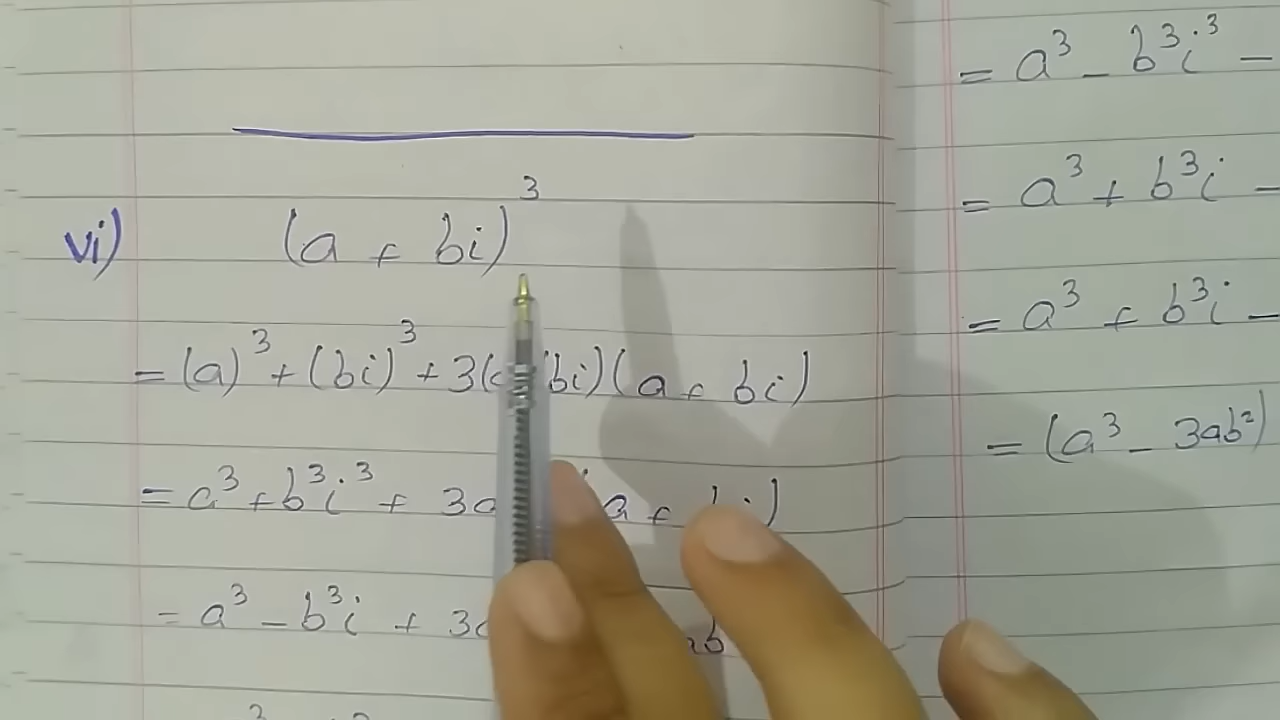 vi) (a + bi)³
= (a)³ + (bi)³ + 3( bi)(a + bi)
= a³ + b³i³ + 3a a +
= a³ - b³i + 3a
= a³ - b³i³ -
= a³ + b³i -
= a³ + b³i -
= (a³ - 3ab²)